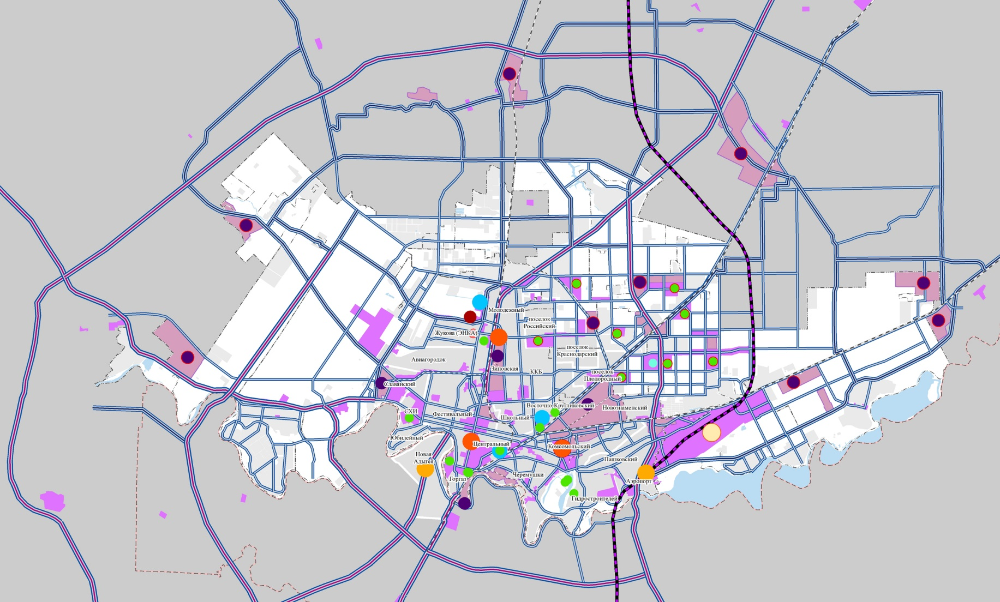 Молодежный
поселок
Российский
Жукова (ЭНКА)
поселок
Краснодарский
Авиагородок
Зиповская
ККБ
поселок
Плодородный
Славянский
Восточно-Кругликовский
Новознаменский
СХИ
Фестивальный
Школьный
Юбилейный
Центральный
Комсомольский
Новая
Адыгея
Пашковский
Черемушки
Горгаз
Аэропорт
Гидростроителей